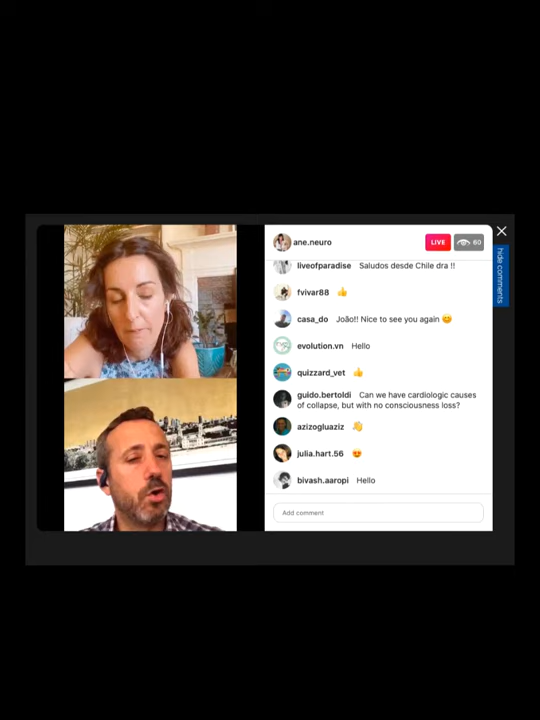 ane.neuro
LIVE
60
hide comments
liveofparadise Saludos desde Chile dra !!
fvivar88 👍
casa_do João!! Nice to see you again 😊
evolution.vn Hello
quizzard_vet 👍
guido.bertoldi Can we have cardiologic causes
of collapse, but with no consciousness loss?
azizogluaziz 👋
julia.hart.56 😍
bivash.aaropi Hello
Add comment